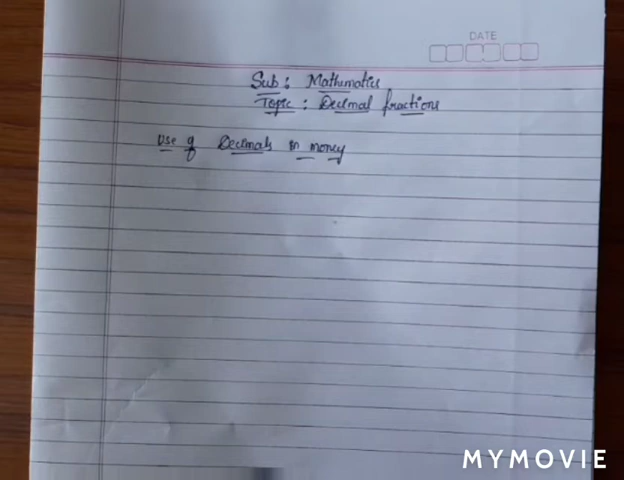 DATE
Sub : Mathematics
Topic : Decimal fractions
Use of Decimals in money
MYMOVIE